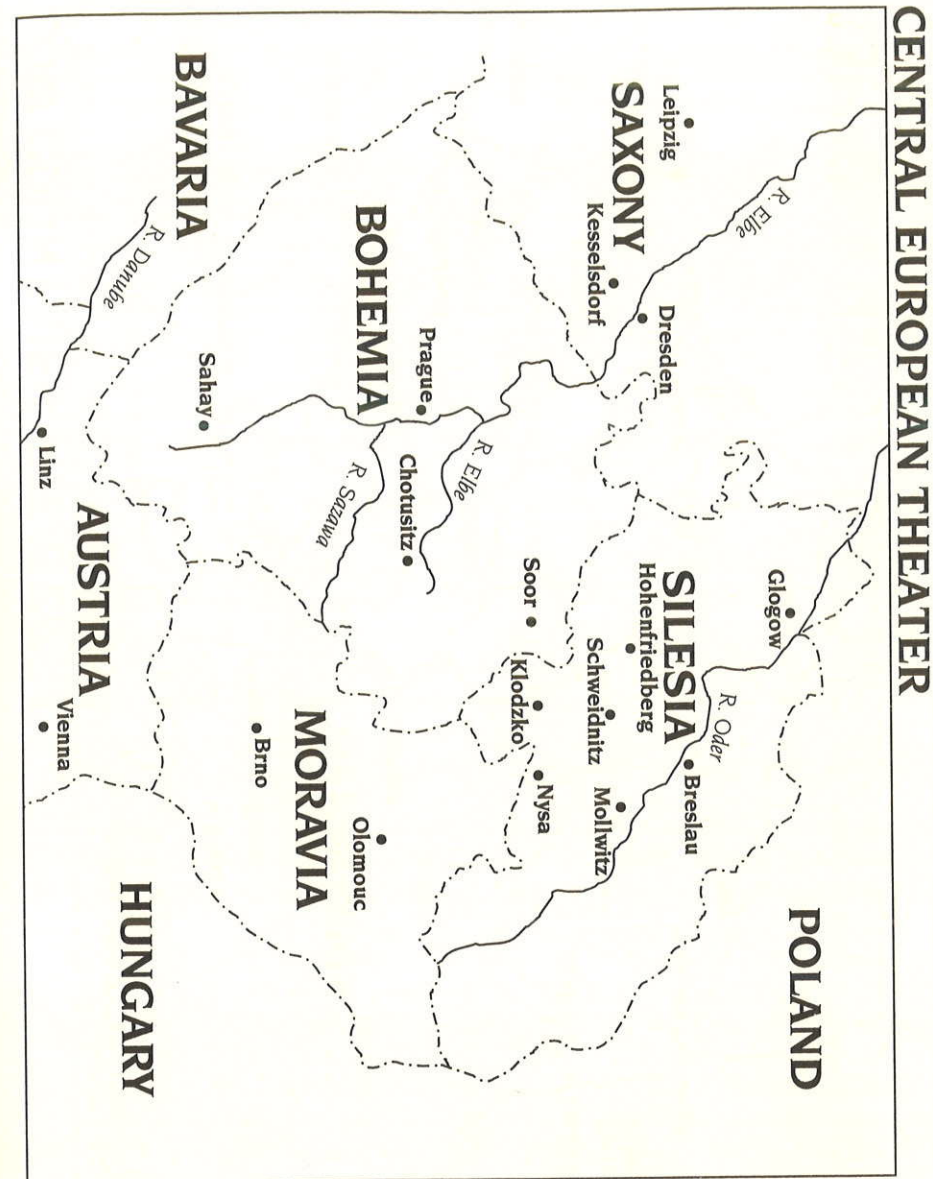 CENTRAL EUROPEAN THEATER
POLAND
R. Elbe
Glogow
Leipzig
SAXONY
Kesselsdorf
Dresden
SILESIA
Hohenfriedberg
R. Oder
Breslau
Schweidnitz
Mollwitz
Soor
Klodzko
Nysa
R. Elbe
Prague
Chotusitz
BOHEMIA
R. Sazawa
Olomouc
MORAVIA
Brno
Sahay
BAVARIA
R. Danube
HUNGARY
AUSTRIA
Linz
Vienna